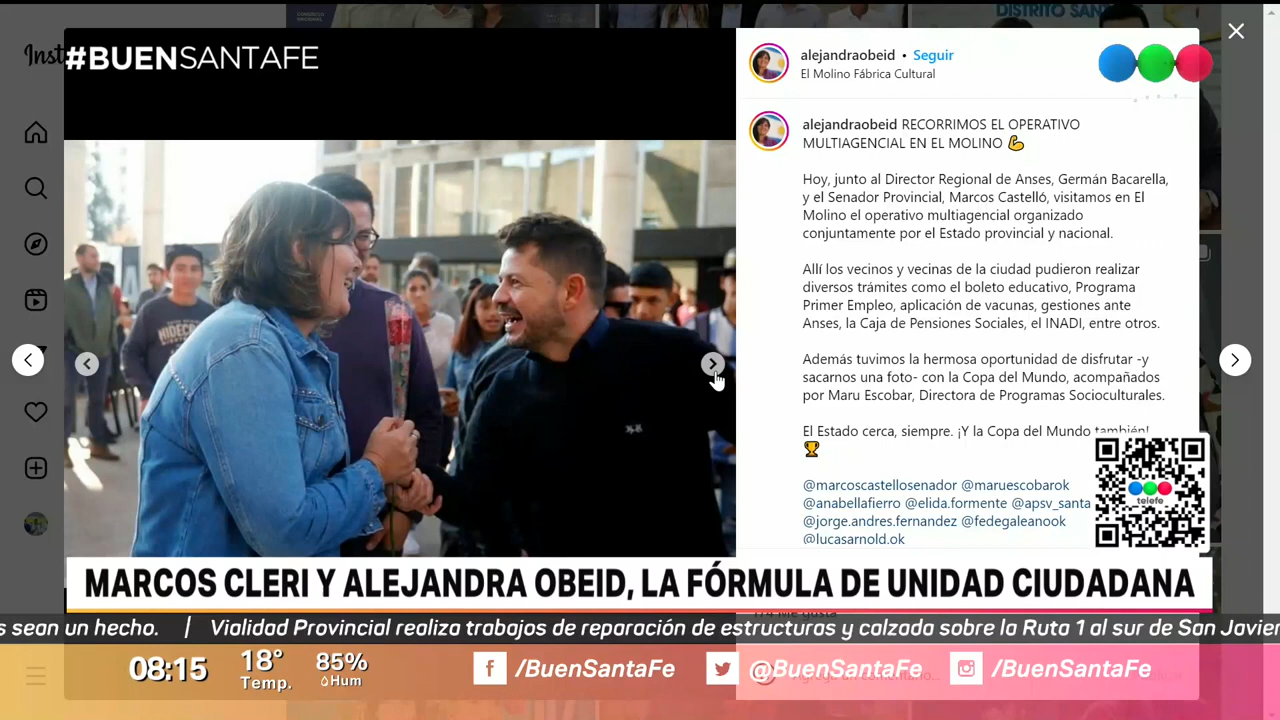 DISTRITO SANT
Inst
#BUENSANTAFE
alejandraobeid • Seguir
El Molino Fábrica Cultural
alejandraobeid RECORRIMOS EL OPERATIVO
MULTIAGENCIAL EN EL MOLINO 💪
Hoy, junto al Director Regional de Anses, Germán Bacarella,
y el Senador Provincial, Marcos Castelló, visitamos en El
Molino el operativo multiagencial organizado
conjuntamente por el Estado provincial y nacional.
Allí los vecinos y vecinas de la ciudad pudieron realizar
diversos trámites como el boleto educativo, Programa
Primer Empleo, aplicación de vacunas, gestiones ante
Anses, la Caja de Pensiones Sociales, el INADI, entre otros.
Además tuvimos la hermosa oportunidad de disfrutar -y
sacarnos una foto- con la Copa del Mundo, acompañados
por Maru Escobar, Directora de Programas Socioculturales.
El Estado cerca, siempre. ¡Y la Copa del Mundo también!
🏆
@marcoscastellosenador @maruescobarok
@anabellafierro @elida.formente @apsv_santa
@jorge.andres.fernandez @fedegaleanook
@lucasarnold.ok
telefe
MARCOS CLERI Y ALEJANDRA OBEID, LA FÓRMULA DE UNIDAD CIUDADANA
s sean un hecho. | Vialidad Provincial realiza trabajos de reparación de estructuras y calzada sobre la Ruta 1 al sur de San Javier
08:15
18°
Temp.
85%
Hum
/BuenSantaFe
@BuenSantaFe
/BuenSantaFe